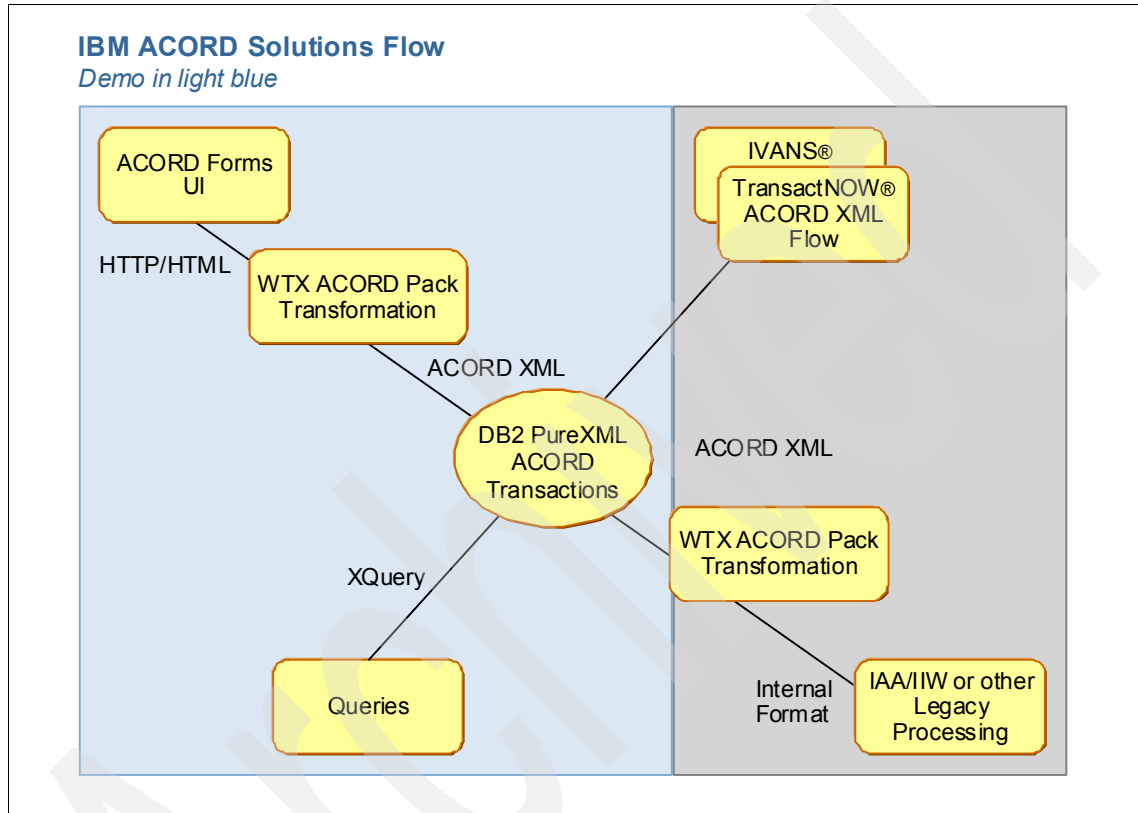 IBM ACORD Solutions Flow
Demo in light blue
ACORD Forms
UI
HTTP/HTML
WTX ACORD Pack
Transformation
ACORD XML
DB2 PureXML
ACORD
Transactions
XQuery
Queries
IVANS®
TransactNOW®
ACORD XML
Flow
ACORD XML
WTX ACORD Pack
Transformation
Internal
Format
IAA/IIW or other
Legacy
Processing